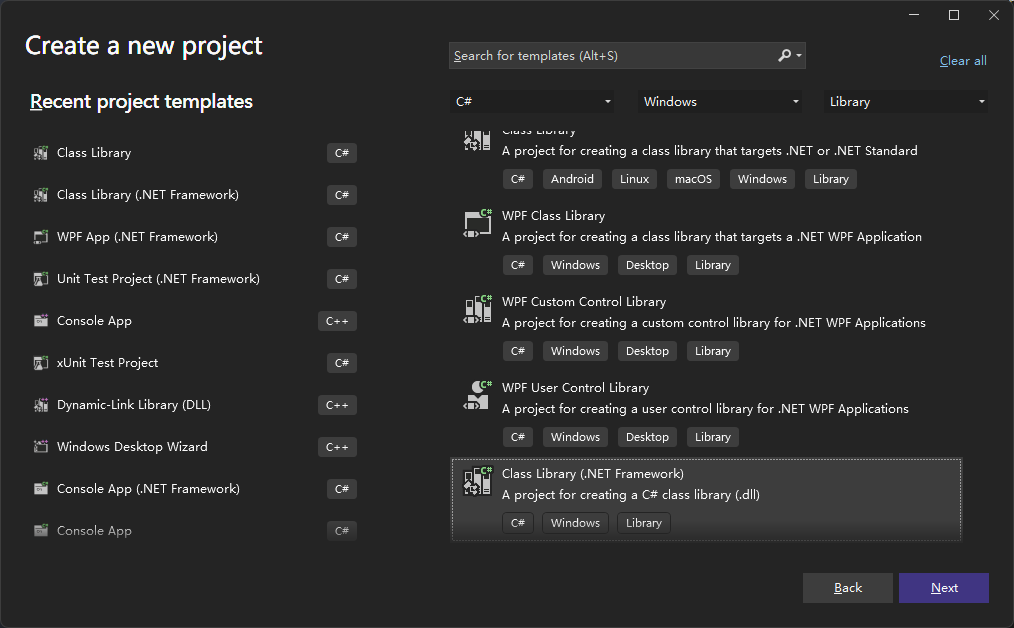 Create a new project
Search for templates (Alt+S)
Clear all
Recent project templates
C#
Windows
Library
Class Library
C#
Class Library (.NET Framework)
C#
WPF App (.NET Framework)
C#
Unit Test Project (.NET Framework)
C#
Console App
C++
xUnit Test Project
C#
Dynamic-Link Library (DLL)
C++
Windows Desktop Wizard
C++
Console App (.NET Framework)
C#
Console App
C#
Class Library
A project for creating a class library that targets .NET or .NET Standard
C# Android Linux macOS Windows Library
WPF Class Library
A project for creating a class library that targets a .NET WPF Application
C# Windows Desktop Library
WPF Custom Control Library
A project for creating a custom control library for .NET WPF Applications
C# Windows Desktop Library
WPF User Control Library
A project for creating a user control library for .NET WPF Applications
C# Windows Desktop Library
Class Library (.NET Framework)
A project for creating a C# class library (.dll)
C# Windows Library
Back
Next